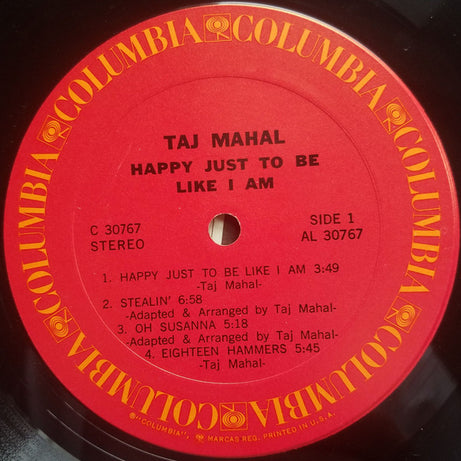 COLUMBIA COLUMBIA COLUMBIA COLUMBIA COLUMBIA COLUMBIA
TAJ MAHAL
HAPPY JUST TO BE
LIKE I AM
C 30767
STEREO
SIDE 1
AL 30767
1. HAPPY JUST TO BE LIKE I AM 3:49
-Taj Mahal-
2. STEALIN' 6:58
-Adapted & Arranged by Taj Mahal-
3. OH SUSANNA 5:18
-Adapted & Arranged by Taj Mahal-
4. EIGHTEEN HAMMERS 5:45
-Taj Mahal-
® "COLUMBIA", MARCAS REG. PRINTED IN U.S.A.